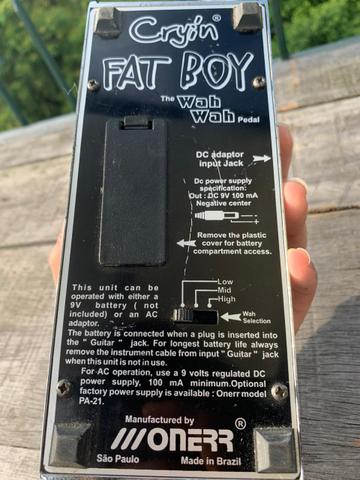 Cryin®
FAT BOY
The Wah
Wah Pedal
DC adaptor
input Jack
Dc power supply
specification:
Out : DC 9V 100 mA
Negative center
Remove the plastic
cover for battery
compartment access.
Low
Mid
High
Wah
Selection
This unit can be
operated with either a
9V battery ( not
included) or an AC
adaptor.
The battery is connected when a plug is inserted into
the " Guitar " jack. For longest battery life always
remove the instrument cable from input " Guitar " jack
when this unit is not in use.
For AC operation, use a 9 volts regulated DC
power supply, 100 mA minimum.Optional
factory power supply is available : Onerr model
PA-21.
Manufactured by
ONERR®
São Paulo Made in Brazil